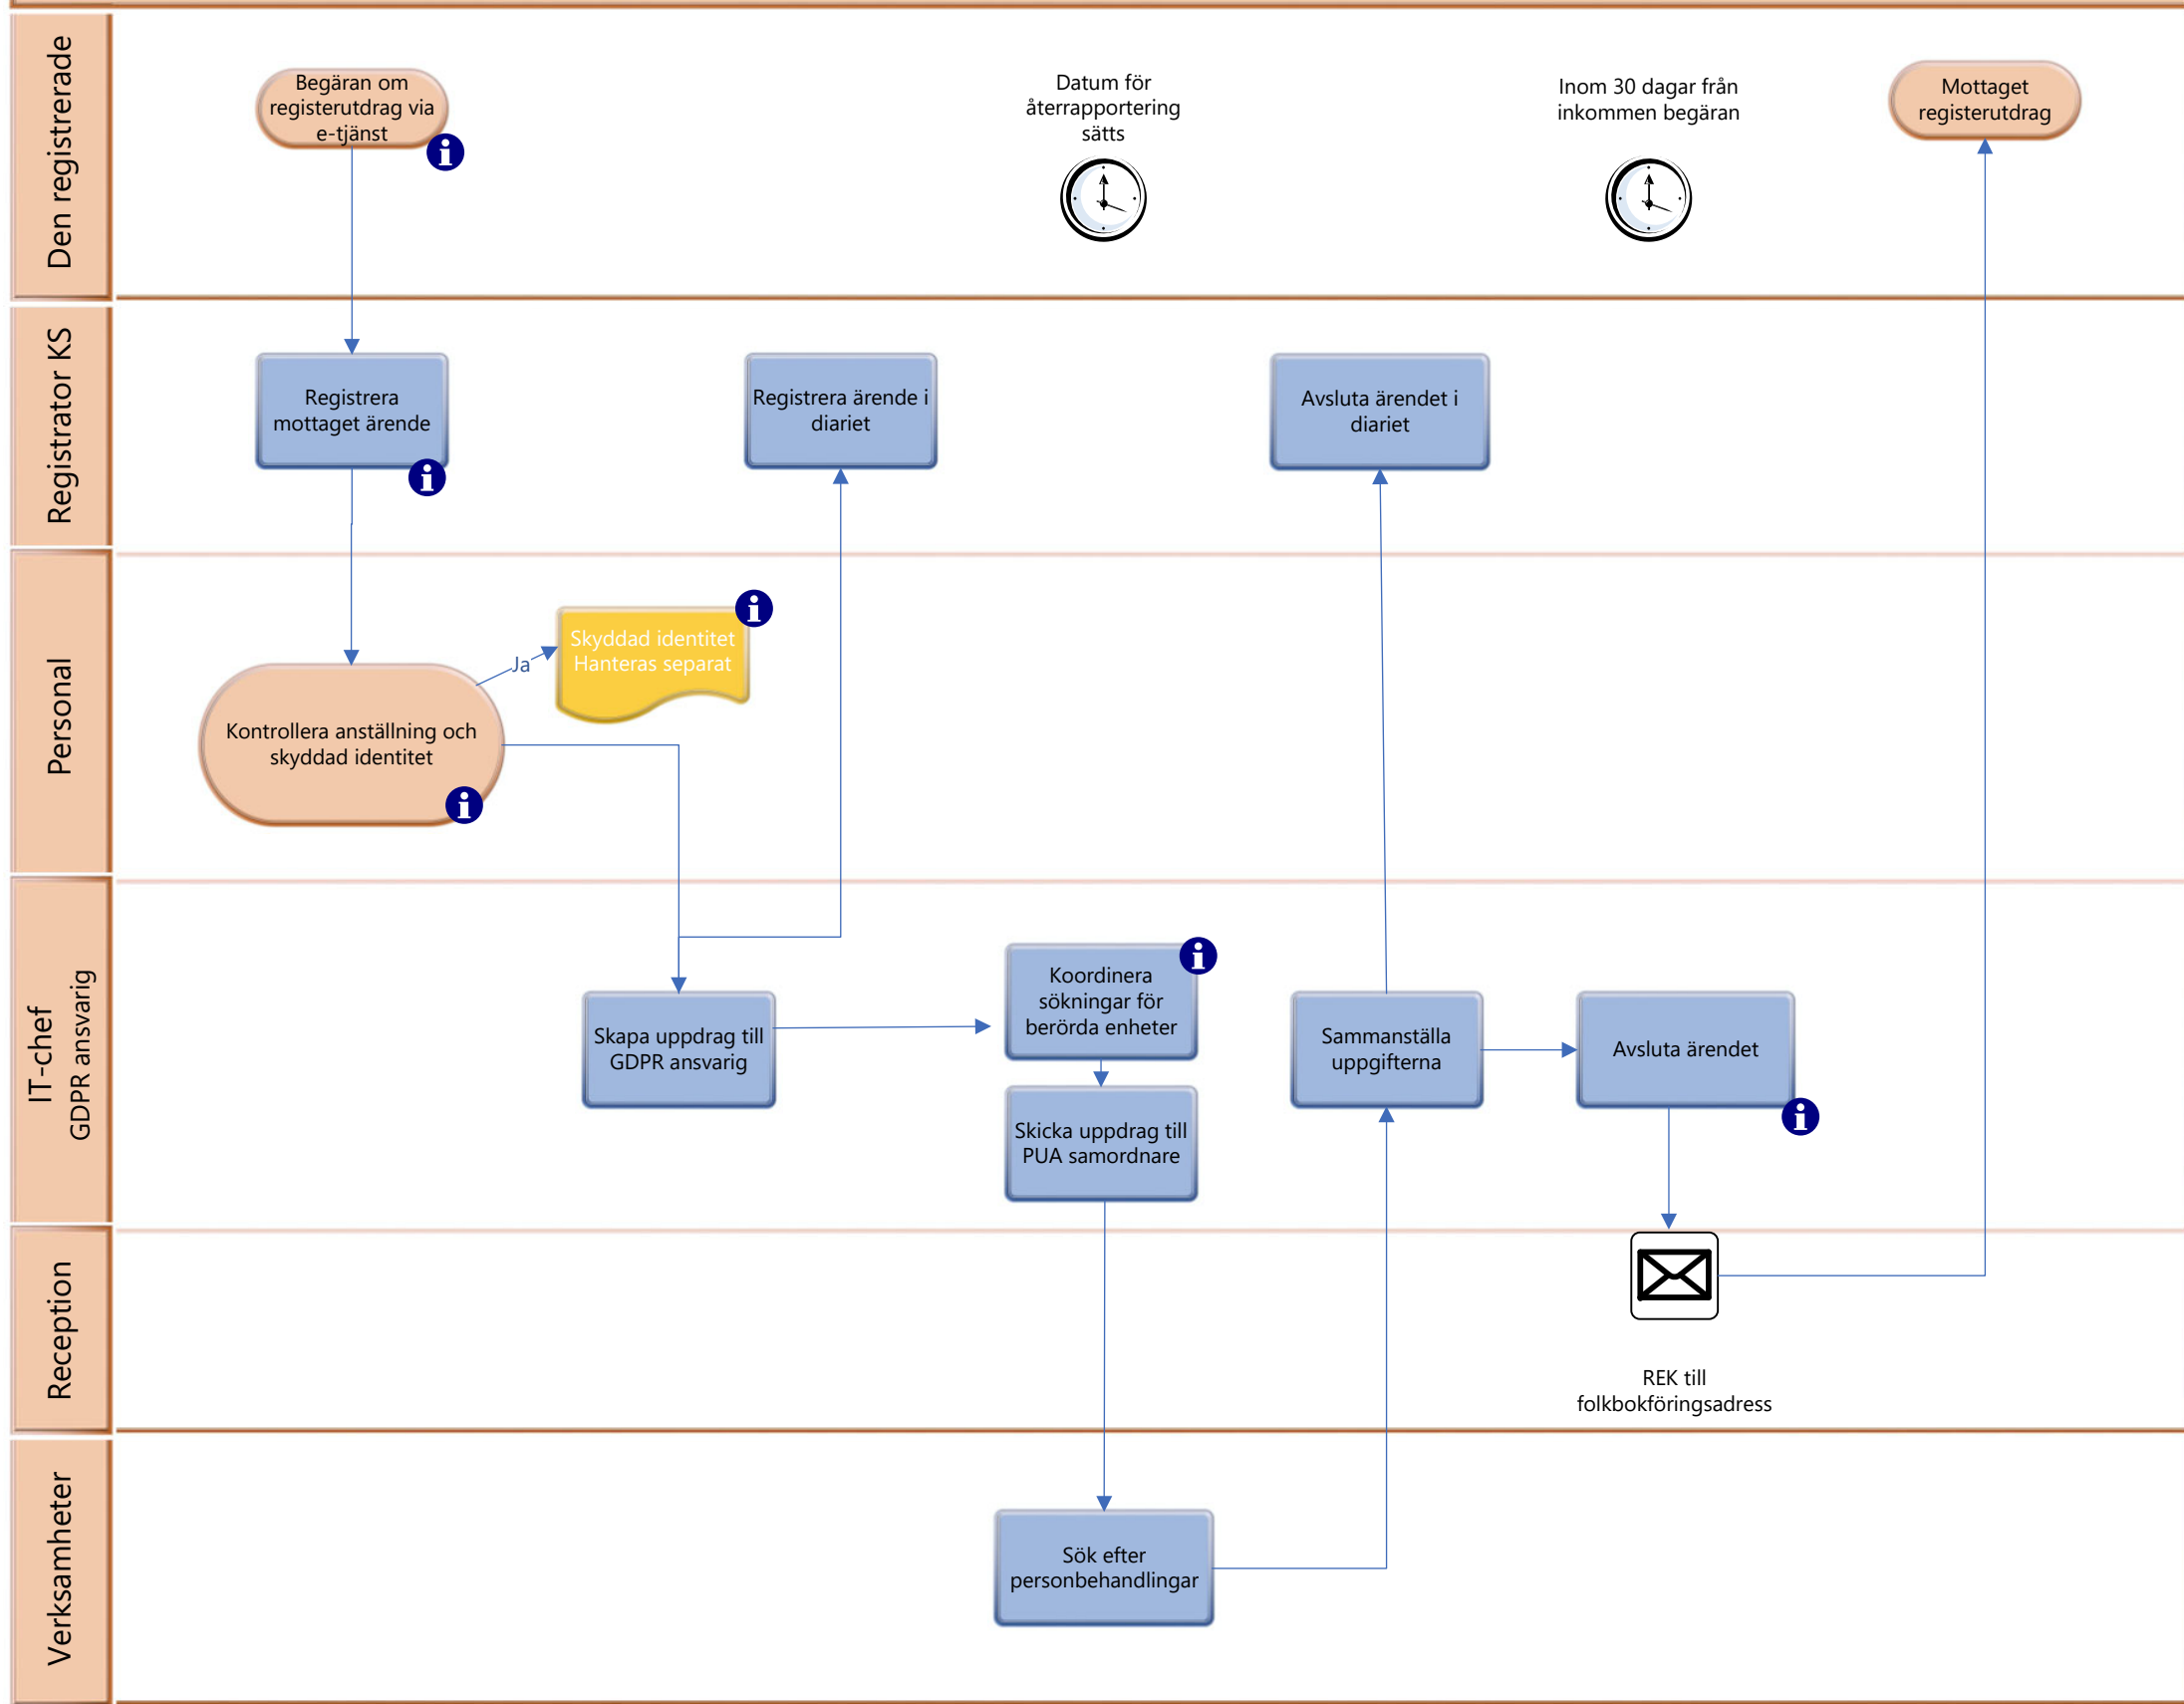 Den registrerade
Begäran om
registerutdrag via
e-tjänst
Datum för
återrapportering
sätts
Inom 30 dagar från
inkommen begäran
Mottaget
registerutdrag
Registrator KS
Registrera
mottaget ärende
Registrera ärende i
diariet
Avsluta ärendet i
diariet
Personal
Kontrollera anställning och
skyddad identitet
Ja
Skyddad identitet
Hanteras separat
IT-chef
GDPR ansvarig
Skapa uppdrag till
GDPR ansvarig
Koordinera
sökningar för
berörda enheter
Skicka uppdrag till
PUA samordnare
Sammanställa
uppgifterna
Avsluta ärendet
Reception
REK till
folkbokföringsadress
Verksamheter
Sök efter
personbehandlingar